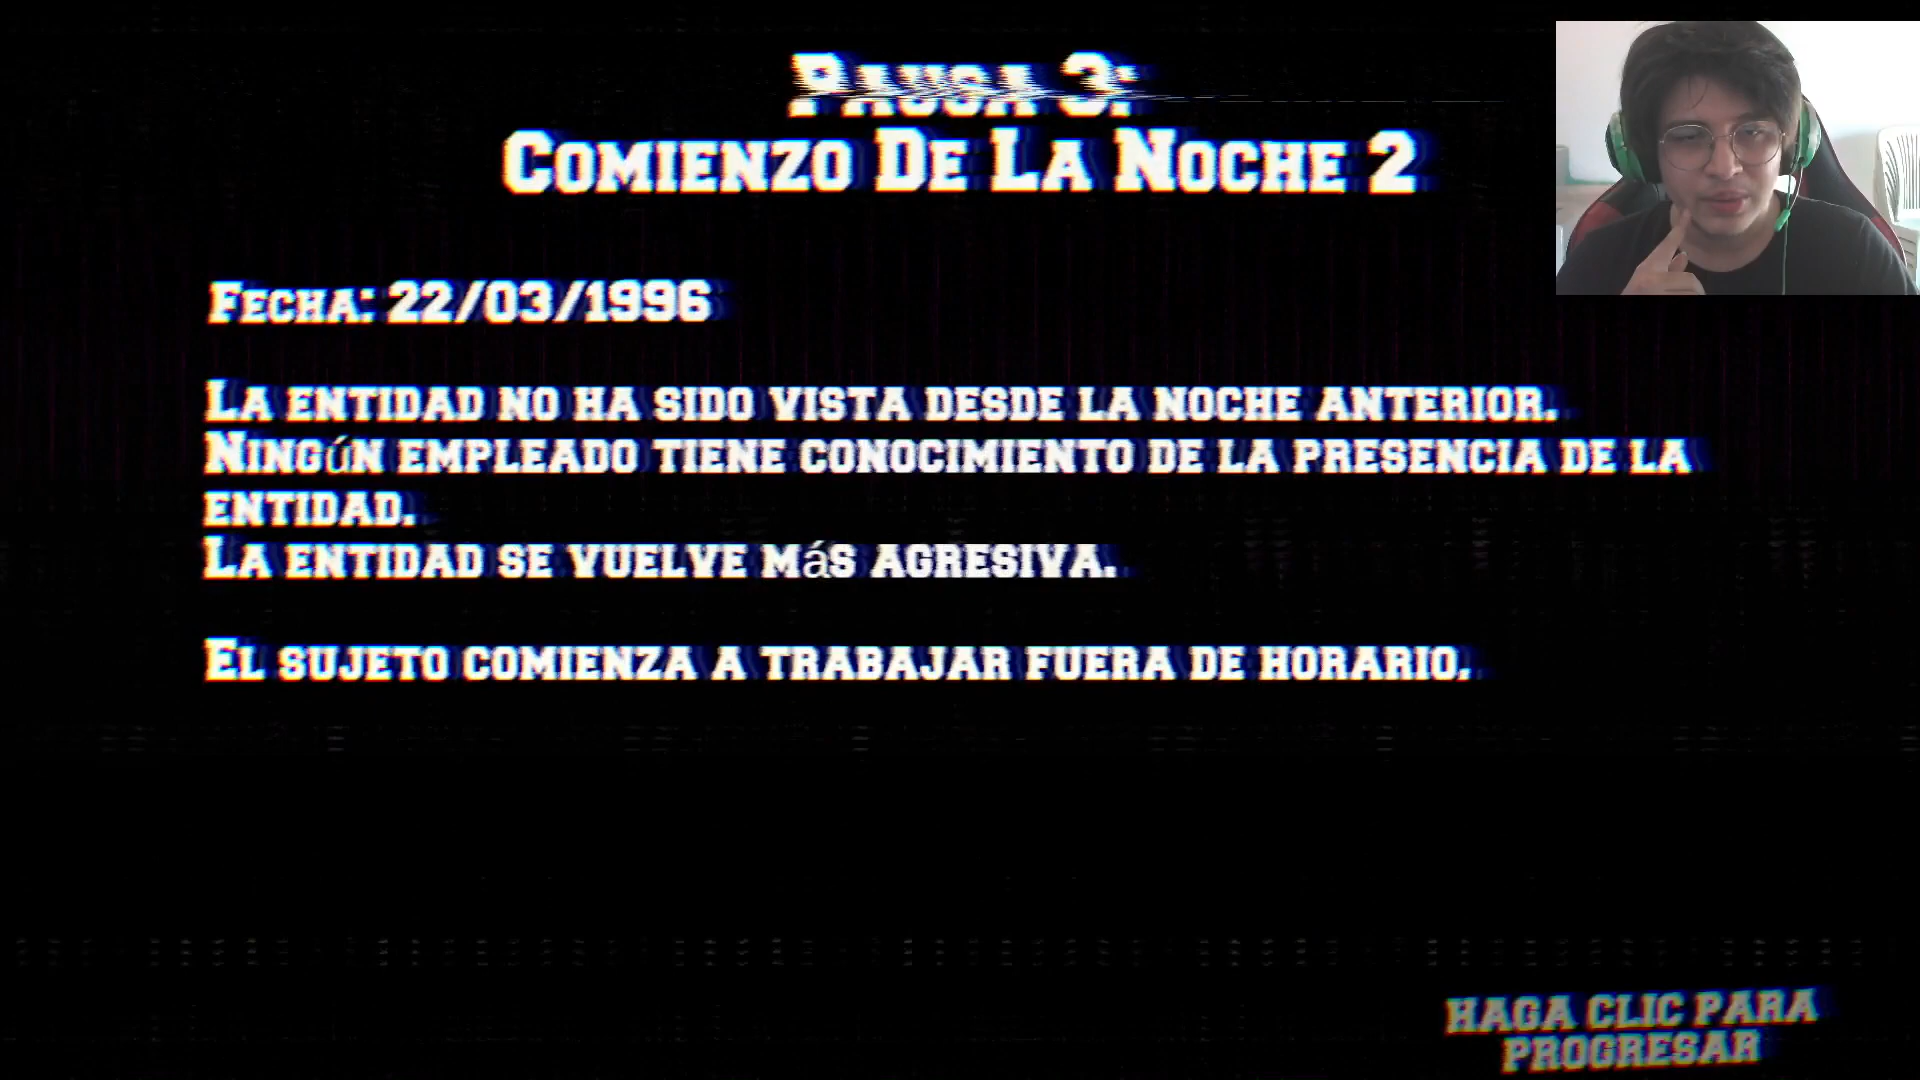 Pausa 3:
Comienzo De La Noche 2
Fecha: 22/03/1996
La entidad no ha sido vista desde la noche anterior.
Ningún empleado tiene conocimiento de la presencia de la
entidad.
La entidad se vuelve más agresiva.
El sujeto comienza a trabajar fuera de horario.
HAGA CLIC PARA
PROGRESAR